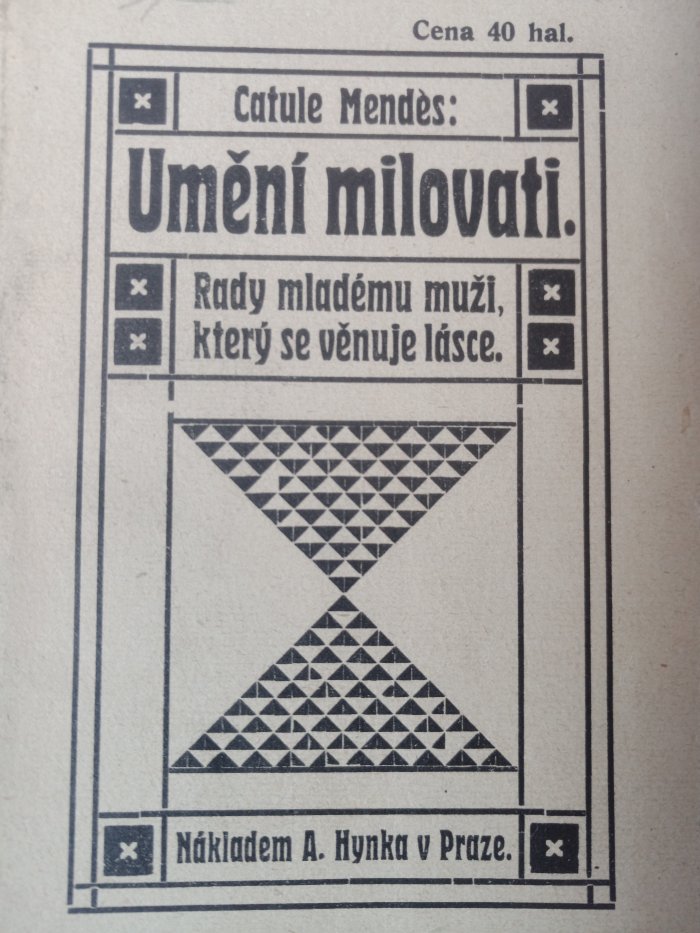 Cena 40 hal.
Catule Mendès:
Umění milovati.
Rady mladému muži,
který se věnuje lásce.
Nákladem A. Hynka v Praze.